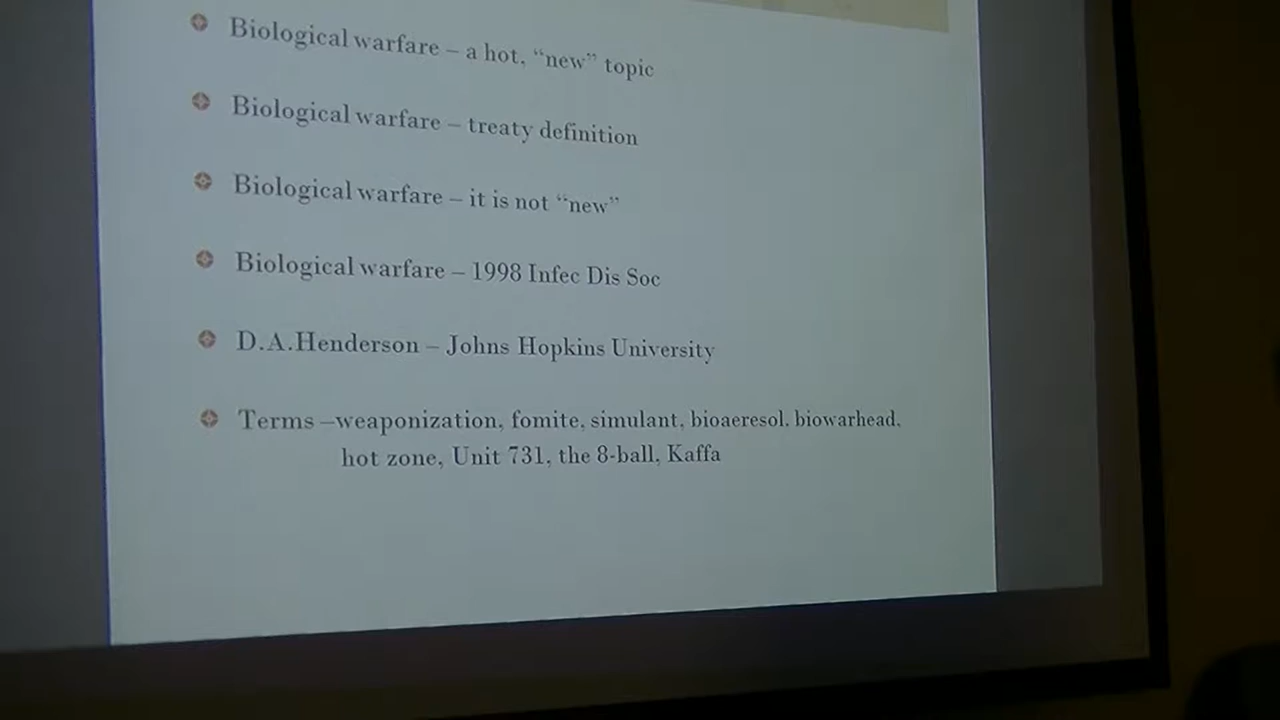 Biological warfare – a hot, “new” topic
Biological warfare – treaty definition
Biological warfare – it is not “new”
Biological warfare – 1998 Infec Dis Soc
D.A.Henderson – Johns Hopkins University
Terms –weaponization, fomite, simulant, bioaeresol, biowarhead,
hot zone, Unit 731, the 8-ball, Kaffa